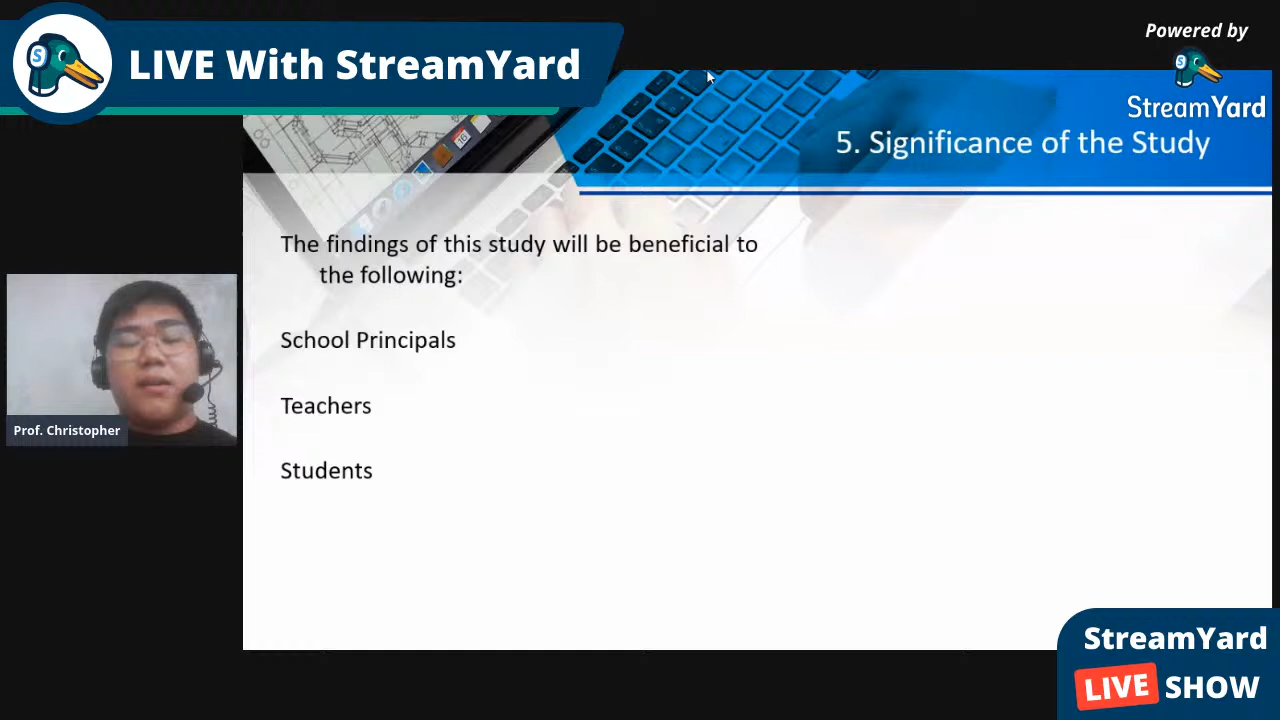 LIVE With StreamYard
Powered by
StreamYard
5. Significance of the Study
The findings of this study will be beneficial to
the following:
School Principals
Teachers
Students
Prof. Christopher
StreamYard
LIVE SHOW